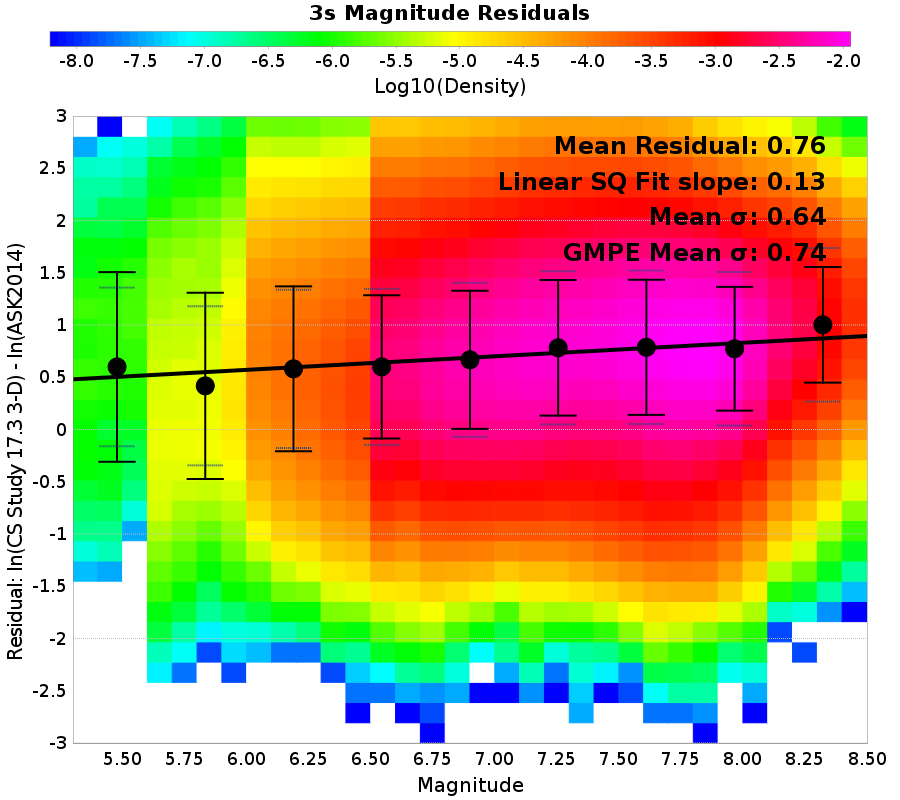 3s Magnitude Residuals
-8.0 -7.5 -7.0 -6.5 -6.0 -5.5 -5.0 -4.5 -4.0 -3.5 -3.0 -2.5 -2.0
Log10(Density)
Mean Residual: 0.76
Linear SQ Fit slope: 0.13
Mean σ: 0.64
GMPE Mean σ: 0.74
Residual: ln(CS Study 17.3 3-D) - ln(ASK2014)
3
2.5
2
1.5
1
0.5
0
-0.5
-1
-1.5
-2
-2.5
-3
5.50 5.75 6.00 6.25 6.50 6.75 7.00 7.25 7.50 7.75 8.00 8.25 8.50
Magnitude